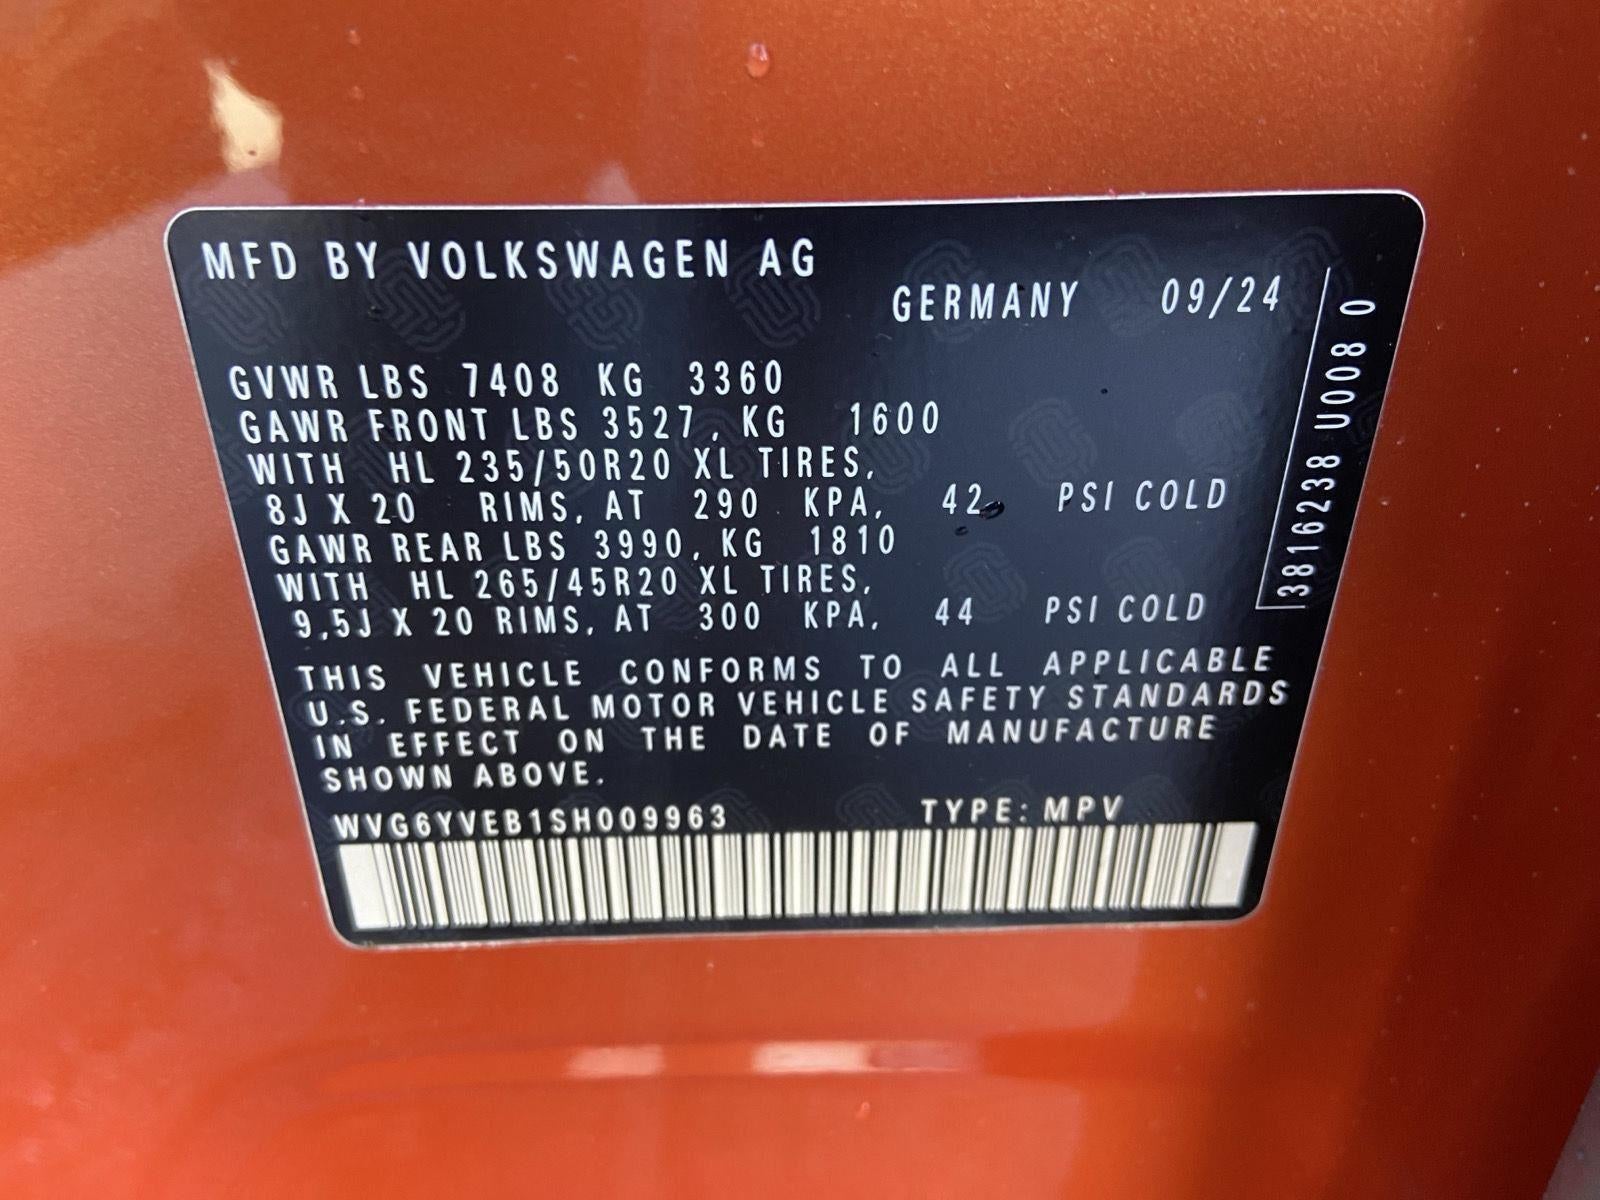 MFD BY VOLKSWAGEN AG
GERMANY 09/24
GVWR LBS 7408 KG 3360
GAWR FRONT LBS 3527, KG 1600
WITH HL 235/50R20 XL TIRES,
8J X 20 RIMS, AT 290 KPA, 42 PSI COLD
GAWR REAR LBS 3990, KG 1810
WITH HL 265/45R20 XL TIRES,
9,5J X 20 RIMS, AT 300 KPA, 44 PSI COLD
THIS VEHICLE CONFORMS TO ALL APPLICABLE
U.S. FEDERAL MOTOR VEHICLE SAFETY STANDARDS
IN EFFECT ON THE DATE OF MANUFACTURE
SHOWN ABOVE.
WVG6YVEB1SH009963 TYPE: MPV
3816238 U008 0